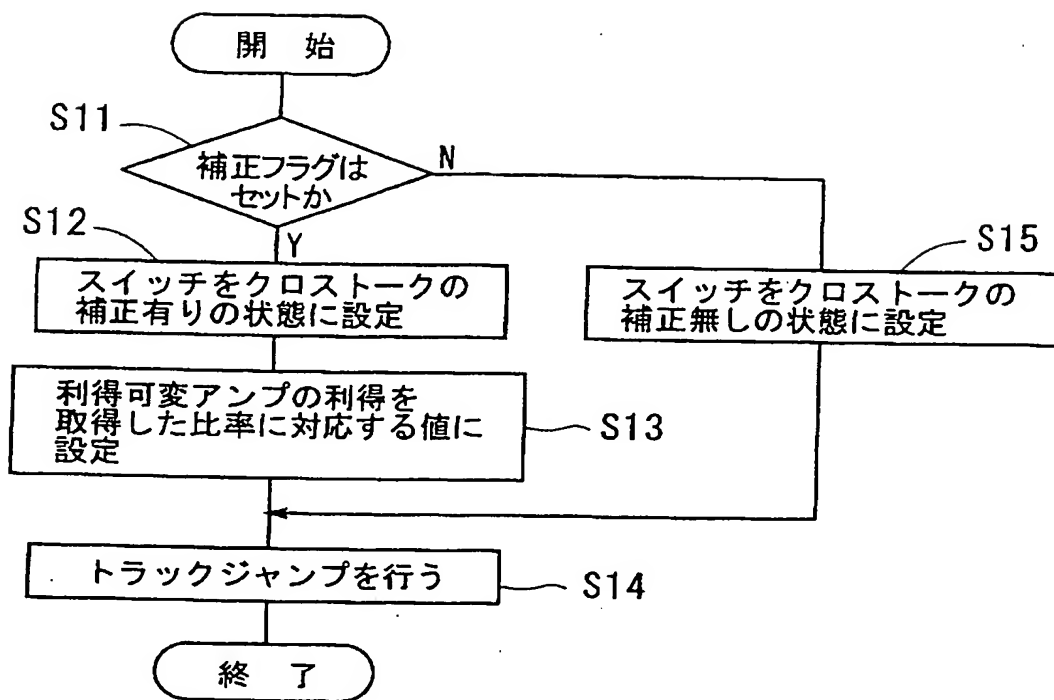 開 始
S11
補正フラグは
セットか
N
S12
Y
S15
スイッチをクロストークの
補正有りの状態に設定
スイッチをクロストークの
補正無しの状態に設定
利得可変アンプの利得を
取得した比率に対応する値に
設定
S13
トラックジャンプを行う
S14
終 了